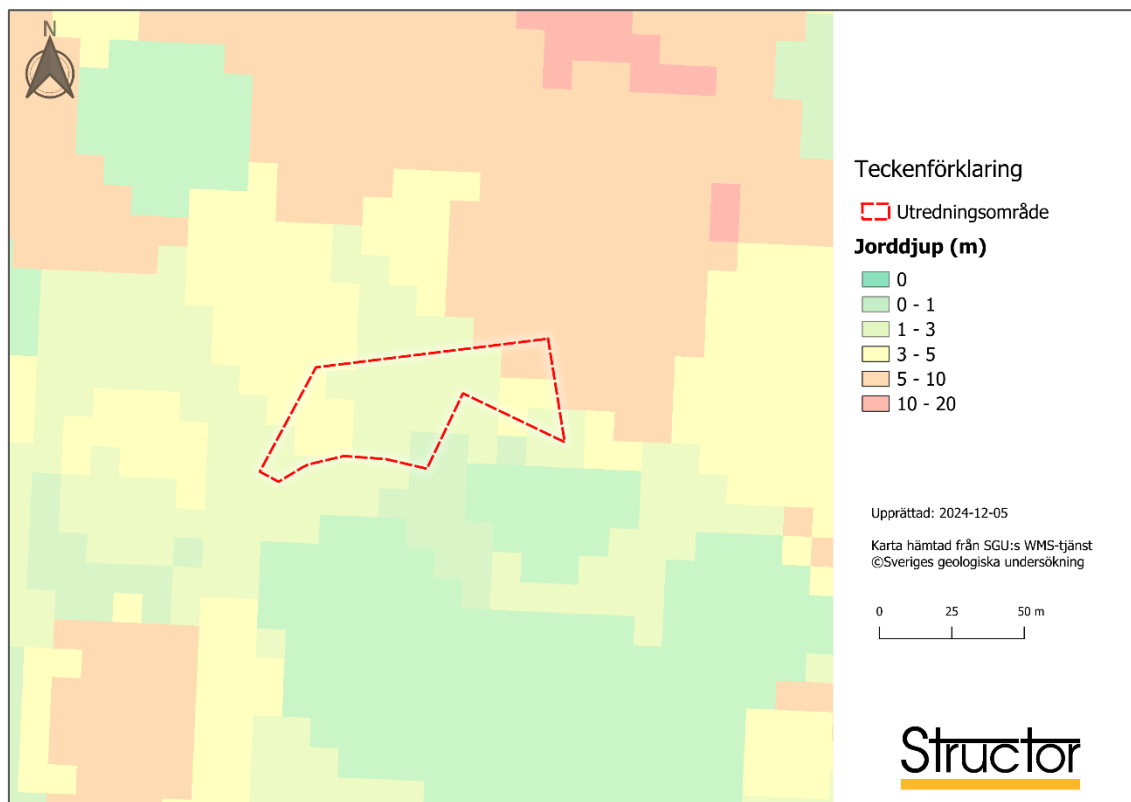 N
Teckenförklaring
Utredningsområde
Jorddjup (m)
0
0 - 1
1 - 3
3 - 5
5 - 10
10 - 20
Upprättad: 2024-12-05
Karta hämtad från SGU:s WMS-tjänst
©Sveriges geologiska undersökning
0 25 50 m
Structor